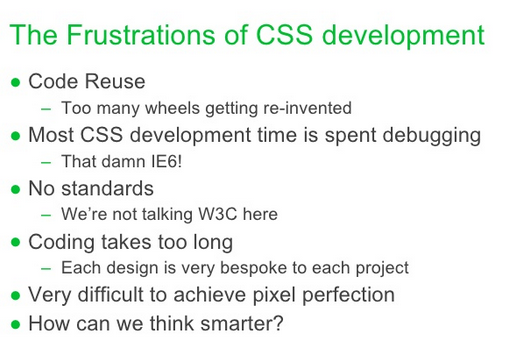 The Frustrations of CSS development
● Code Reuse
– Too many wheels getting re-invented
● Most CSS development time is spent debugging
– That damn IE6!
● No standards
– We're not talking W3C here
● Coding takes too long
– Each design is very bespoke to each project
● Very difficult to achieve pixel perfection
● How can we think smarter?